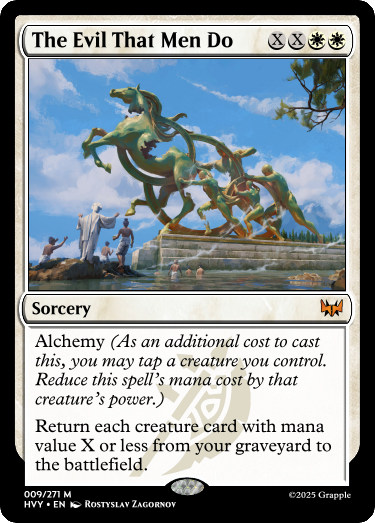 The Evil That Men Do XXWW
Sorcery
Alchemy (As an additional cost to cast
this, you may tap a creature you control.
Reduce this spell's mana cost by that
creature's power.)
Return each creature card with mana
value X or less from your graveyard to
the battlefield.
009/271 M
HVY • EN Rostyslav Zagornov
©2025 Grapple